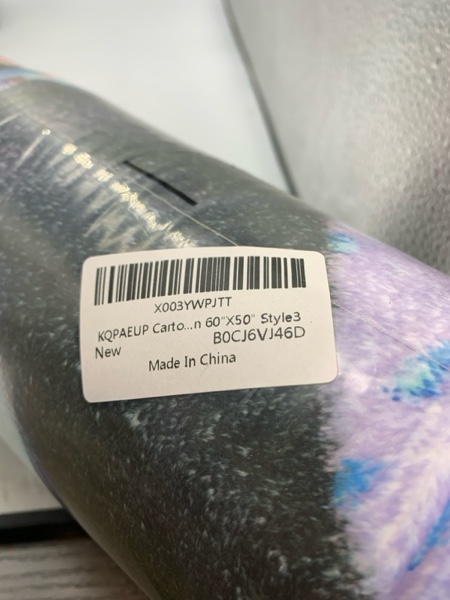 X003YWPJTT
KQPAEUP Carto...n 60"X50" Style3
New B0CJ6VJ46D
Made In China